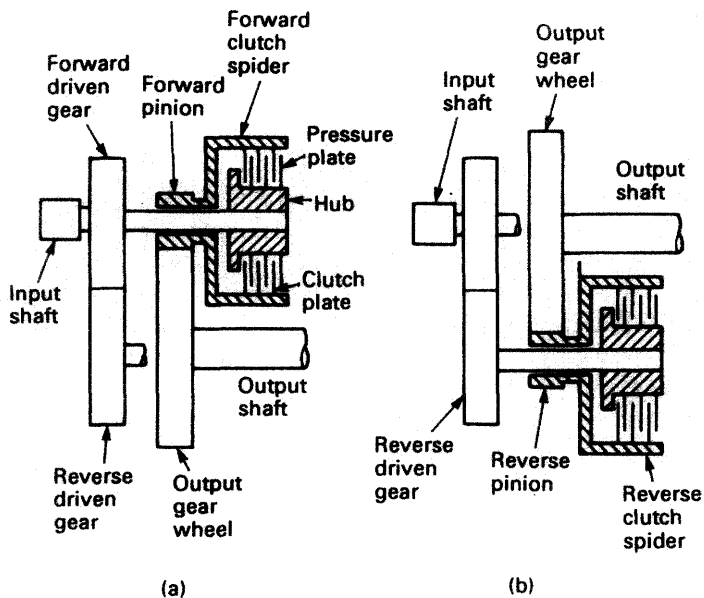 Forward
clutch
spider
Forward
driven
gear
Forward
pinion
Pressure
plate
Hub
Input
shaft
Clutch
plate
Output
shaft
Reverse
driven
gear
Output
gear
wheel
(a)
Output
gear
wheel
Input
shaft
Output
shaft
Reverse
driven
gear
Reverse
pinion
Reverse
clutch
spider
(b)